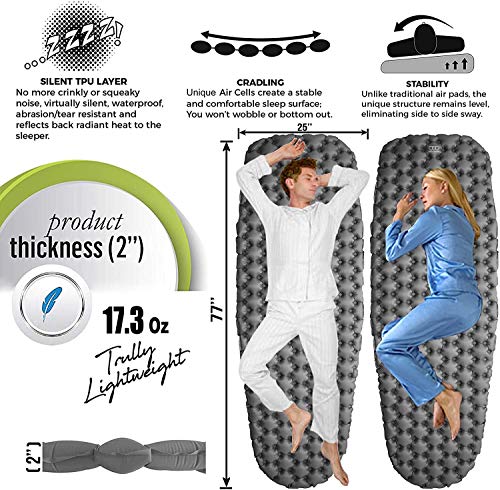 ZZZZ!
SILENT TPU LAYER
No more crinkly or squeaky
noise, virtually silent, waterproof,
abrasion/tear resistant and
reflects back radiant heat to the
sleeper.
CRADLING
Unique Air Cells create a stable
and comfortable sleep surface;
You won't wobble or bottom out.
STABILITY
Unlike traditional air pads, the
unique structure remains level,
eliminating side to side sway.
25"
77"
product
thickness (2")
17.3 Oz
Trully
Lightweight
(2")